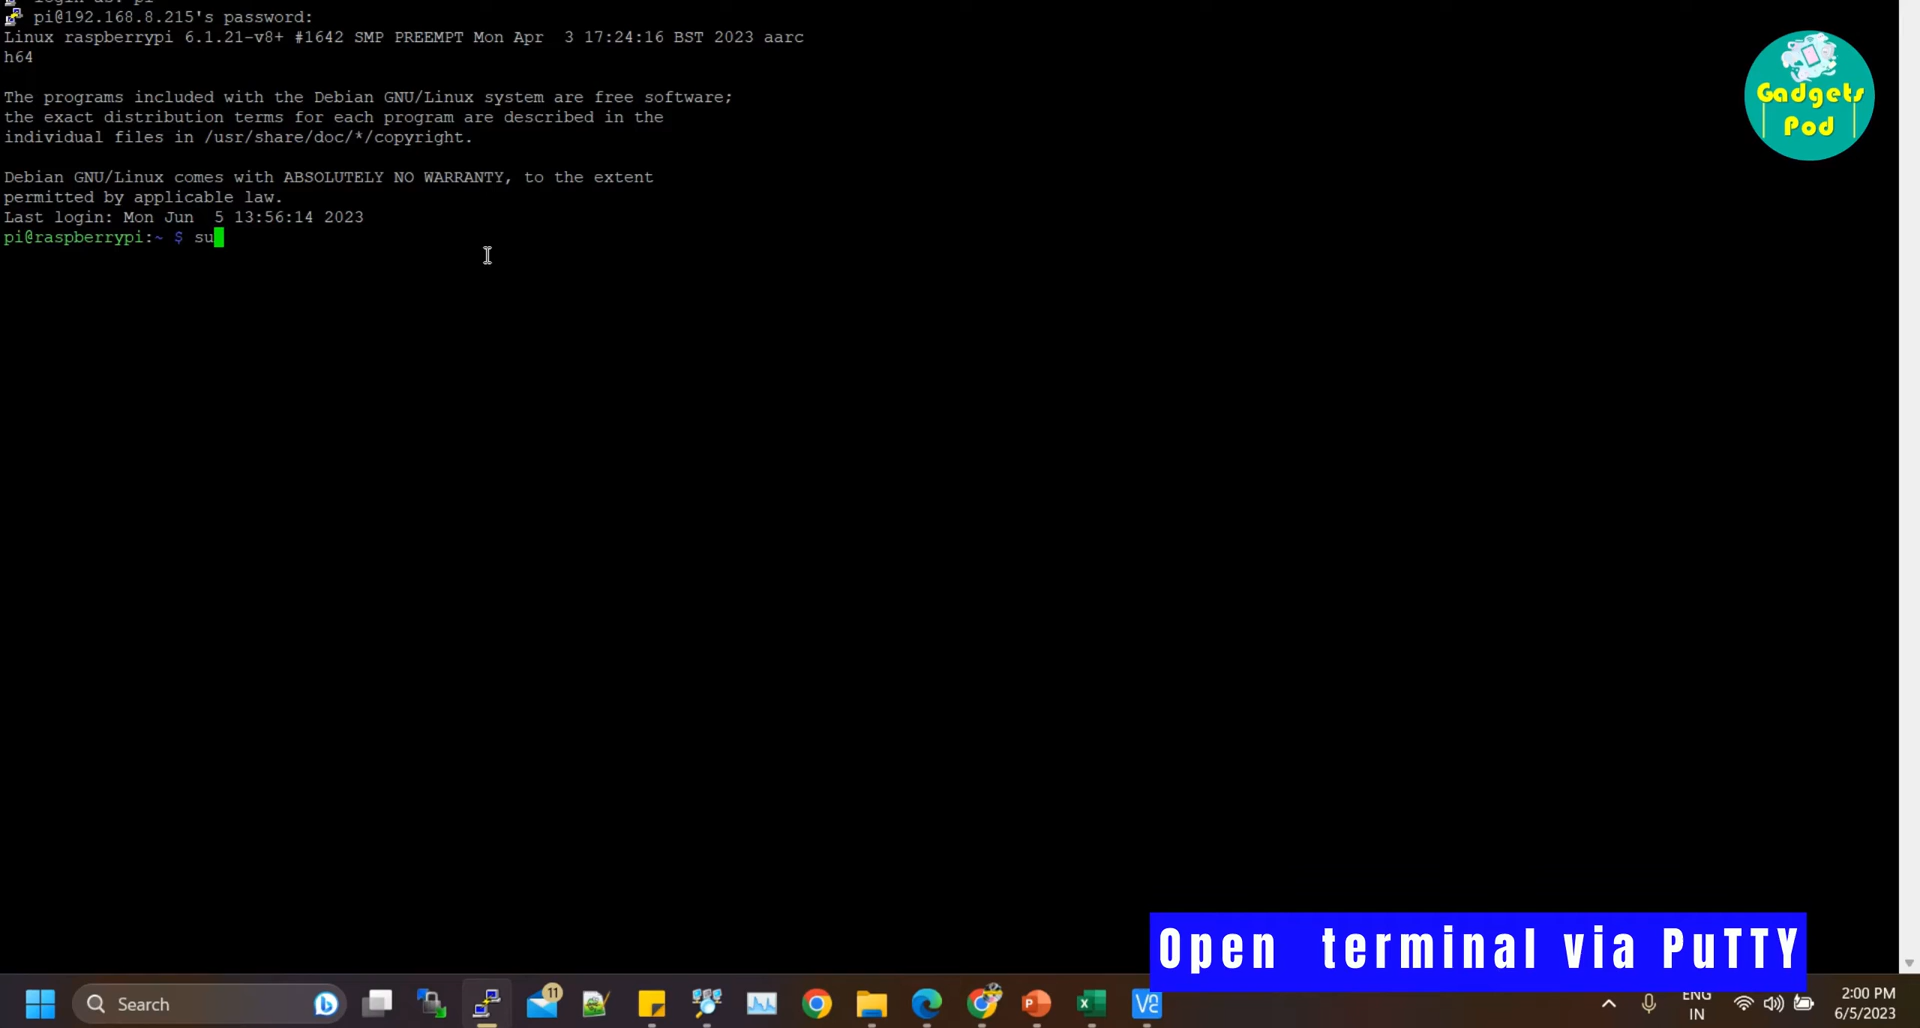 login as: pi
pi@192.168.8.215's password:
Linux raspberrypi 6.1.21-v8+ #1642 SMP PREEMPT Mon Apr  3 17:24:16 BST 2023 aarc
h64
The programs included with the Debian GNU/Linux system are free software;
the exact distribution terms for each program are described in the
individual files in /usr/share/doc/*/copyright.
Debian GNU/Linux comes with ABSOLUTELY NO WARRANTY, to the extent
permitted by applicable law.
Last login: Mon Jun  5 13:56:14 2023
pi@raspberrypi:~ $ su
Gadgets
Pod
Open terminal via PuTTY
Search
11
ENG
IN
2:00 PM
6/5/2023